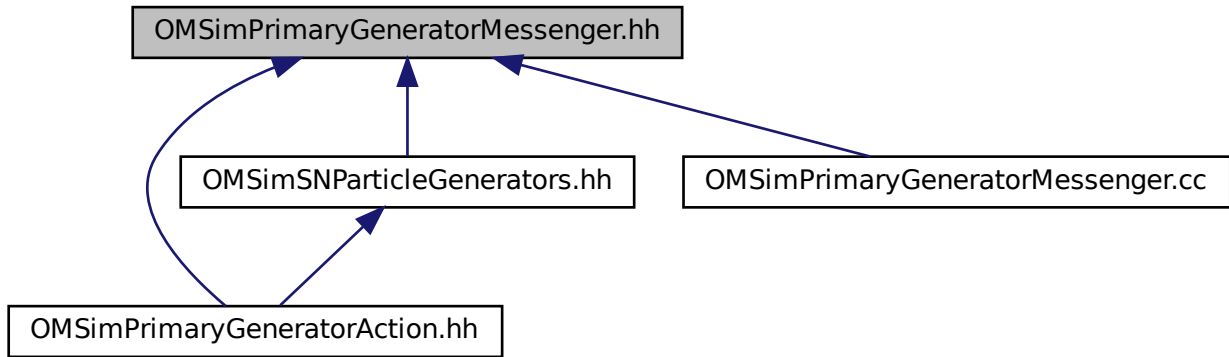 OMSimPrimaryGeneratorMessenger.hh
OMSimSNParticleGenerators.hh
OMSimPrimaryGeneratorMessenger.cc
OMSimPrimaryGeneratorAction.hh